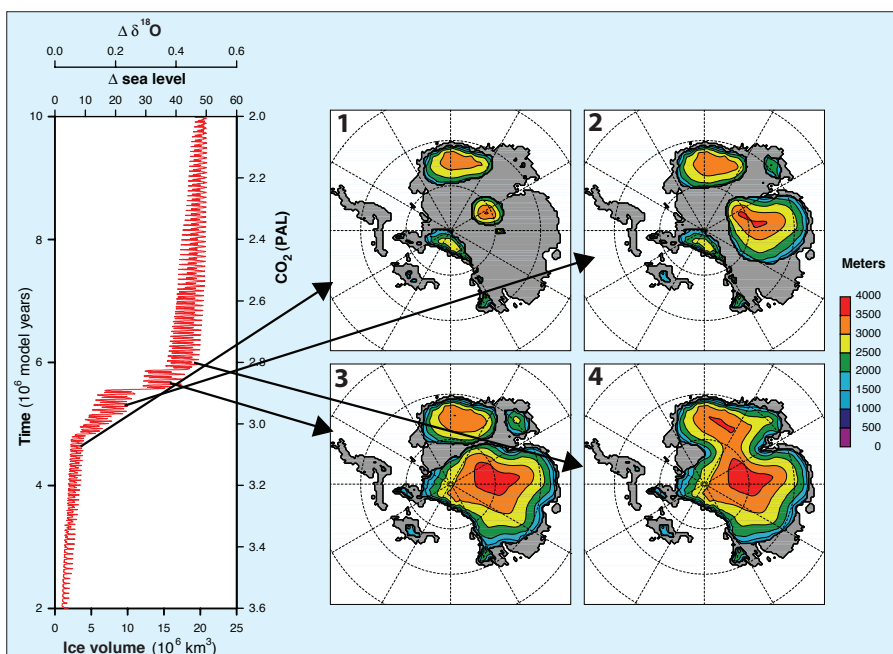 Δ δ¹⁸O
0.0 0.2 0.4 0.6
Δ sea level
0 10 20 30 40 50 60
10 8 6 4 2
Time (10⁶ model years)
2.0 2.2 2.4 2.6 2.8 3.0 3.2 3.4 3.6
CO₂ (PAL)
0 5 10 15 20 25
Ice volume (10⁶ km³)
1
2
3
4
Meters
4000
3500
3000
2500
2000
1500
1000
500
0